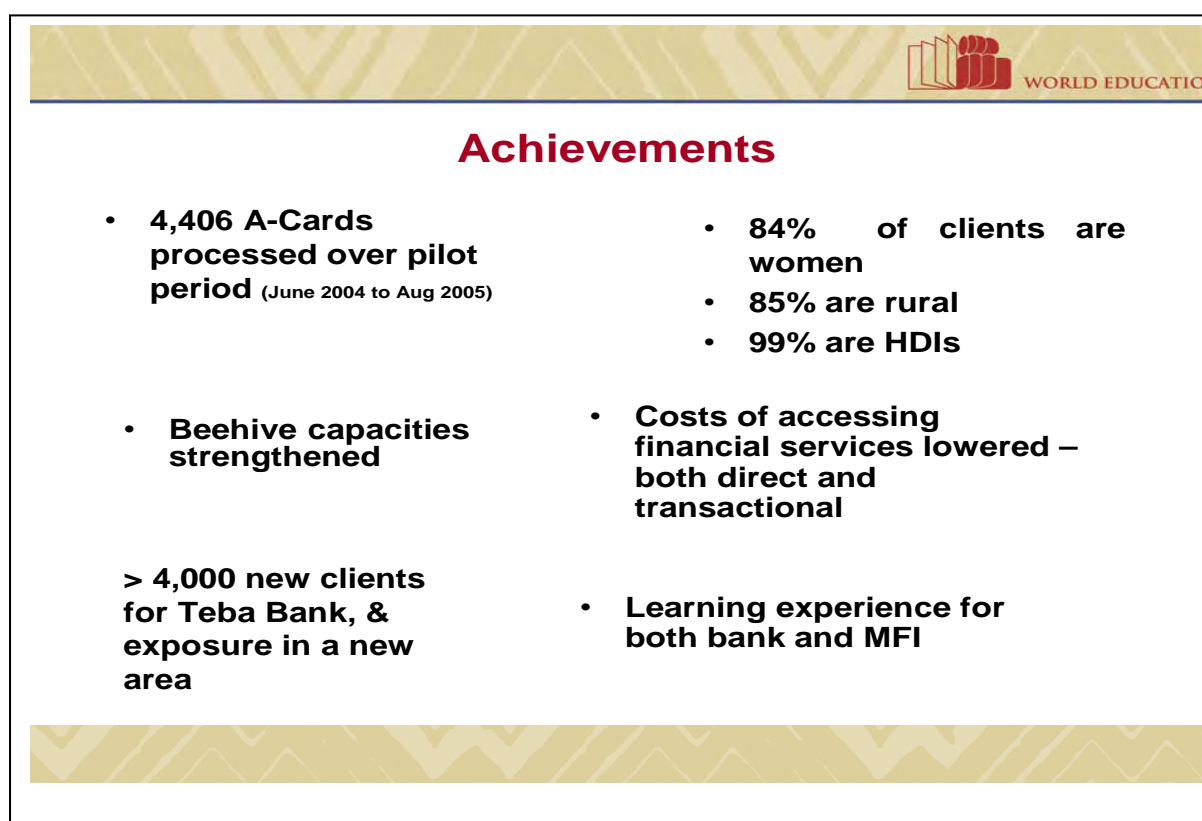 WORLD EDUCATIO
Achievements
• 4,406 A-Cards
processed over pilot
period (June 2004 to Aug 2005)
• 84% of clients are
women
• 85% are rural
• 99% are HDIs
• Beehive capacities
strengthened
• Costs of accessing
financial services lowered –
both direct and
transactional
> 4,000 new clients
for Teba Bank, &
exposure in a new
area
• Learning experience for
both bank and MFI